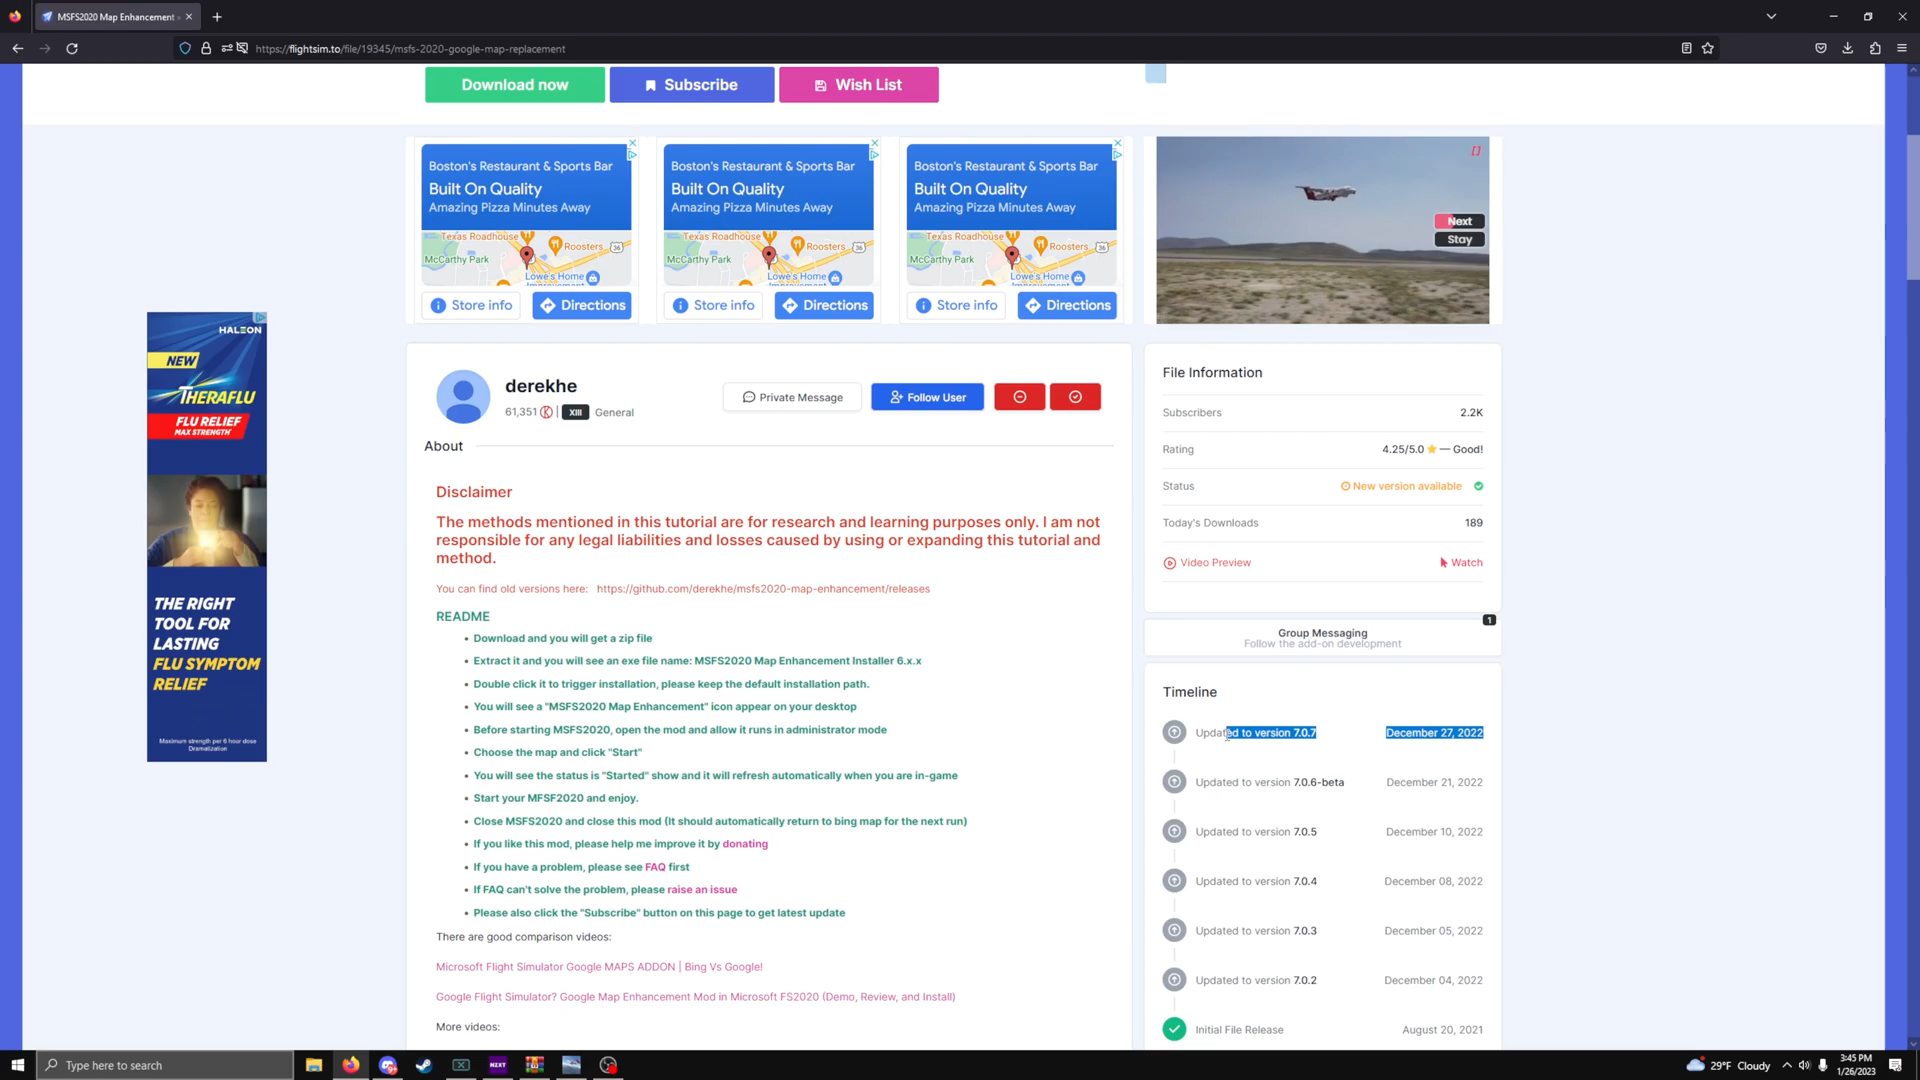 MSFS2020 Map Enhancement
https://flightsim.to/file/19345/msfs-2020-google-map-replacement
Download now
Subscribe
Wish List
Boston's Restaurant & Sports Bar
Built On Quality
Amazing Pizza Minutes Away
Texas Roadhouse
Roosters
36
McCarthy Park
Lowe's Home
Store info
Directions
Boston's Restaurant & Sports Bar
Built On Quality
Amazing Pizza Minutes Away
Texas Roadhouse
Roosters
36
McCarthy Park
Lowe's Home
Store info
Directions
Boston's Restaurant & Sports Bar
Built On Quality
Amazing Pizza Minutes Away
Texas Roadhouse
Roosters
36
McCarthy Park
Lowe's Home
Store info
Directions
Next
Stay
HALEON
NEW
THERAFLU
FLU RELIEF
MAX STRENGTH
THE RIGHT
TOOL FOR
LASTING
FLU SYMPTOM
RELIEF
Maximum strength per 6 hour dose
Dramatization
derekhe
61,351 | XIII General
Private Message
Follow User
About
Disclaimer
The methods mentioned in this tutorial are for research and learning purposes only. I am not
responsible for any legal liabilities and losses caused by using or expanding this tutorial and
method.
You can find old versions here: https://github.com/derekhe/msfs2020-map-enhancement/releases
README
• Download and you will get a zip file
• Extract it and you will see an exe file name: MSFS2020 Map Enhancement Installer 6.x.x
• Double click it to trigger installation, please keep the default installation path.
• You will see a "MSFS2020 Map Enhancement" icon appear on your desktop
• Before starting MSFS2020, open the mod and allow it runs in administrator mode
• Choose the map and click "Start"
• You will see the status is "Started" show and it will refresh automatically when you are in-game
• Start your MFSF2020 and enjoy.
• Close MSFS2020 and close this mod (It should automatically return to bing map for the next run)
• If you like this mod, please help me improve it by donating
• If you have a problem, please see FAQ first
• If FAQ can't solve the problem, please raise an issue
• Please also click the "Subscribe" button on this page to get latest update
There are good comparison videos:
Microsoft Flight Simulator Google MAPS ADDON | Bing Vs Google!
Google Flight Simulator? Google Map Enhancement Mod in Microsoft FS2020 (Demo, Review, and Install)
More videos:
File Information
Subscribers 2.2K
Rating 4.25/5.0 — Good!
Status New version available
Today's Downloads 189
Video Preview Watch
1
Group Messaging
Follow the add-on development
Timeline
Updated to version 7.0.7 December 27, 2022
Updated to version 7.0.6-beta December 21, 2022
Updated to version 7.0.5 December 10, 2022
Updated to version 7.0.4 December 08, 2022
Updated to version 7.0.3 December 05, 2022
Updated to version 7.0.2 December 04, 2022
Initial File Release August 20, 2021
Type here to search
NEXT
29°F Cloudy
3:45 PM
1/26/2023